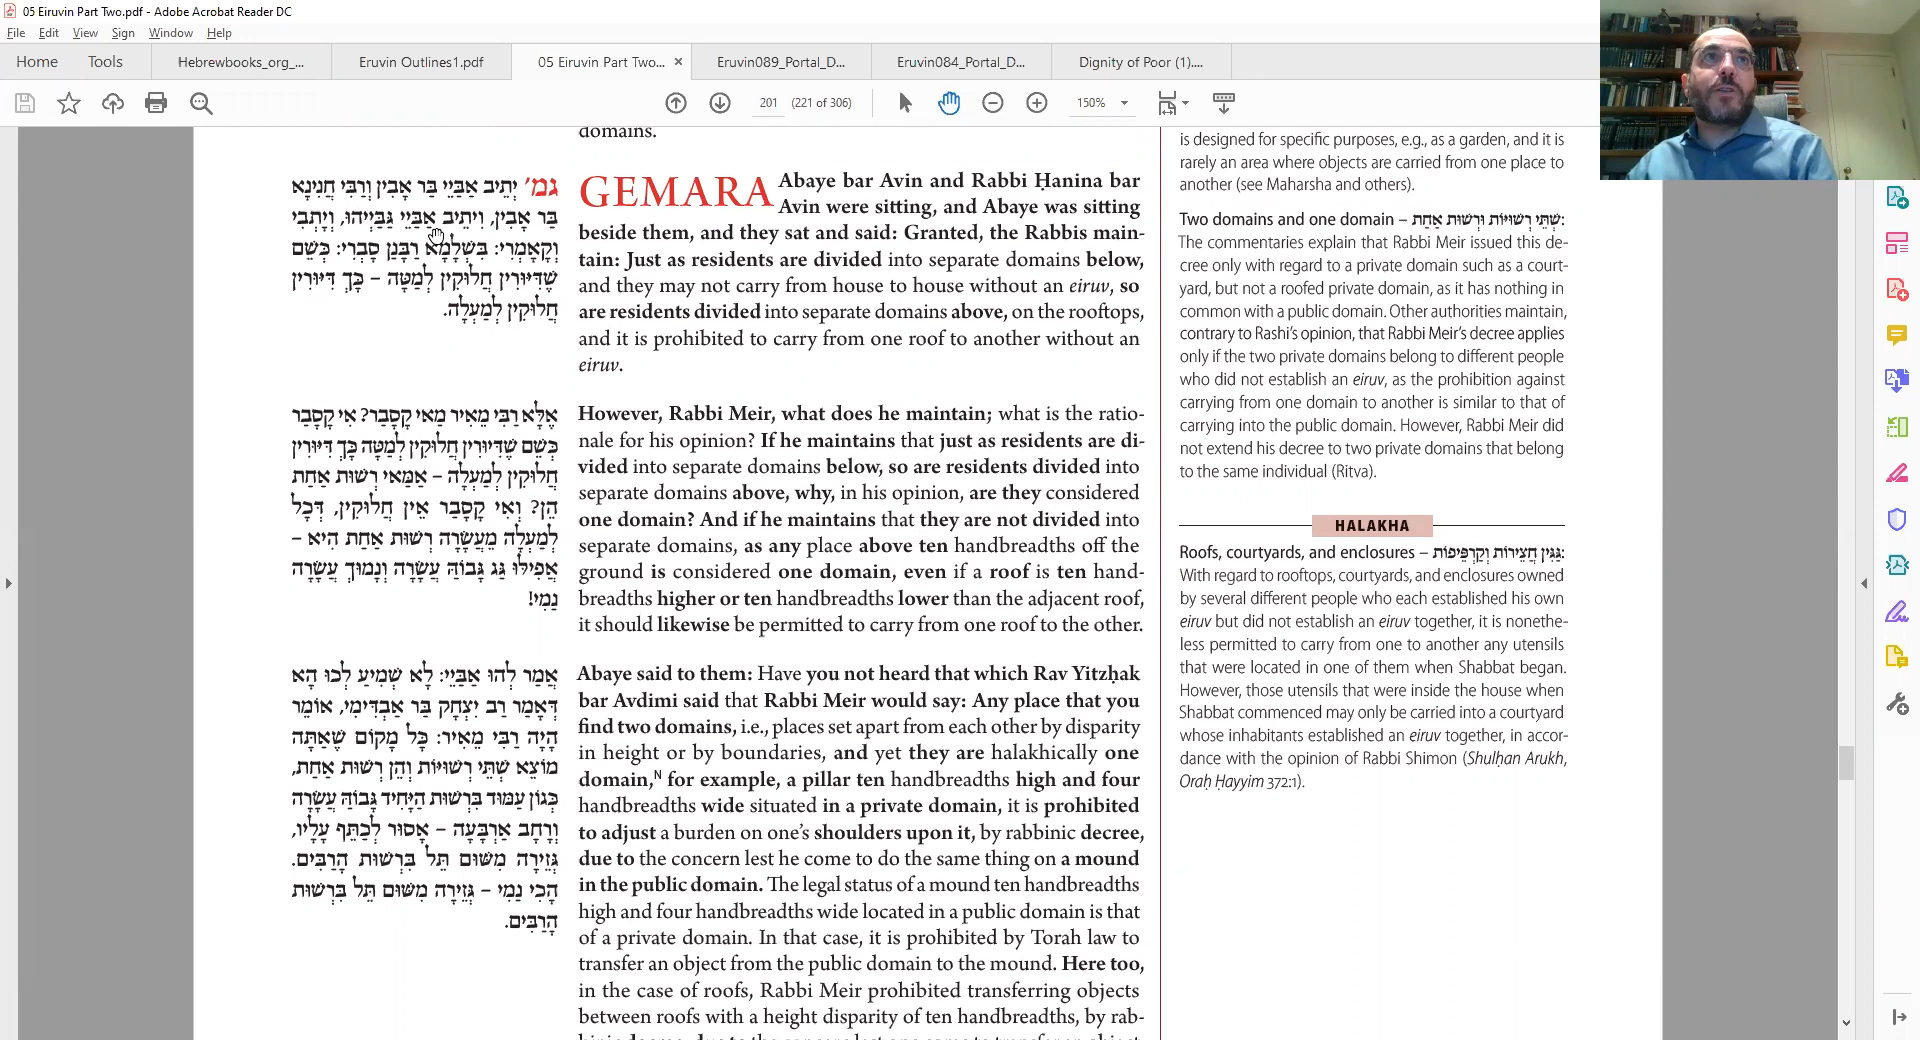 05 Eiruvin Part Two.pdf - Adobe Acrobat Reader DC
File Edit View Sign Window Help
Home Tools Hebrewbooks_org_... Eruvin Outlines1.pdf 05 Eiruvin Part Two... × Eruvin089_Portal_D... Eruvin084_Portal_D... Dignity of Poor (1)....
201 (221 of 306) 150%
domains.
גמ׳ יְתֵיב אַבַּיֵי בַּר אָבִין וְרַבִּי חֲנִינָא
בַּר אָבִין, וִיתֵיב אַבַּיֵי גַּבַּיְיהוּ, וְיָתְבִי
וְקָאָמְרִי: בִּשְׁלָמָא רַבָּנַן סָבְרִי: כְּשֵׁם
שֶׁדִּיּוּרִין חֲלוּקִין לְמַטָּה – כָּךְ דִּיּוּרִין
חֲלוּקִין לְמַעְלָה.
GEMARA Abaye bar Avin and Rabbi Ḥanina bar
Avin were sitting, and Abaye was sitting
beside them, and they sat and said: Granted, the Rabbis main-
tain: Just as residents are divided into separate domains below,
and they may not carry from house to house without an eiruv, so
are residents divided into separate domains above, on the rooftops,
and it is prohibited to carry from one roof to another without an
eiruv.
אֶלָּא רַבִּי מֵאִיר מַאי קָסָבַר? אִי קָסָבַר
כְּשֵׁם שֶׁדִּיּוּרִין חֲלוּקִין לְמַטָּה כָּךְ דִּיּוּרִין
חֲלוּקִין לְמַעְלָה – אַמַּאי רְשׁוּת אַחַת
הֵן? וְאִי קָסָבַר אֵין חֲלוּקִין, דְּכָל
לְמַעְלָה מֵעֲשָׂרָה רְשׁוּת אַחַת הִיא –
אֲפִילּוּ גַּג גָּבוֹהַּ עֲשָׂרָה וְנָמוּךְ עֲשָׂרָה
נַמִי!
However, Rabbi Meir, what does he maintain; what is the ratio-
nale for his opinion? If he maintains that just as residents are di-
vided into separate domains below, so are residents divided into
separate domains above, why, in his opinion, are they considered
one domain? And if he maintains that they are not divided into
separate domains, as any place above ten handbreadths off the
ground is considered one domain, even if a roof is ten hand-
breadths higher or ten handbreadths lower than the adjacent roof,
it should likewise be permitted to carry from one roof to the other.
אֲמַר לְהוּ אַבַּיֵי: לָא שְׁמִיעַ לְכוּ הָא
דְּאָמַר רַב יִצְחָק בַּר אַבְדִּימִי, אוֹמֵר
הָיָה רַבִּי מֵאִיר: כָּל מָקוֹם שֶׁאַתָּה
מוֹצֵא שְׁתֵּי רְשׁוּיוֹת וְהֵן רְשׁוּת אַחַת,
כְּגוֹן עַמּוּד בִּרְשׁוּת הַיָּחִיד גָּבוֹהַּ עֲשָׂרָה
וְרָחָב אַרְבָּעָה – אָסוּר לְכַתֵּף עָלָיו,
גְּזֵירָה מִשּׁוּם תֵּל בִּרְשׁוּת הָרַבִּים.
הָכִי נַמִי – גְּזֵירָה מִשּׁוּם תֵּל בִּרְשׁוּת
הָרַבִּים.
Abaye said to them: Have you not heard that which Rav Yitzḥak
bar Avdimi said that Rabbi Meir would say: Any place that you
find two domains, i.e., places set apart from each other by disparity
in height or by boundaries, and yet they are halakhically one
domain,ᴺ for example, a pillar ten handbreadths high and four
handbreadths wide situated in a private domain, it is prohibited
to adjust a burden on one's shoulders upon it, by rabbinic decree,
due to the concern lest he come to do the same thing on a mound
in the public domain. The legal status of a mound ten handbreadths
high and four handbreadths wide located in a public domain is that
of a private domain. In that case, it is prohibited by Torah law to
transfer an object from the public domain to the mound. Here too,
in the case of roofs, Rabbi Meir prohibited transferring objects
between roofs with a height disparity of ten handbreadths, by rab-
is designed for specific purposes, e.g., as a garden, and it is
rarely an area where objects are carried from one place to
another (see Maharsha and others).
Two domains and one domain – שְׁתֵּי רְשׁוּיוֹת וּרְשׁוּת אַחַת:
The commentaries explain that Rabbi Meir issued this de-
cree only with regard to a private domain such as a court-
yard, but not a roofed private domain, as it has nothing in
common with a public domain. Other authorities maintain,
contrary to Rashi's opinion, that Rabbi Meir's decree applies
only if the two private domains belong to different people
who did not establish an eiruv, as the prohibition against
carrying from one domain to another is similar to that of
carrying into the public domain. However, Rabbi Meir did
not extend his decree to two private domains that belong
to the same individual (Ritva).
HALAKHA
Roofs, courtyards, and enclosures – גַּגִּין חֲצֵירוֹת וְקַרְפֵּיפוֹת:
With regard to rooftops, courtyards, and enclosures owned
by several different people who each established his own
eiruv but did not establish an eiruv together, it is nonethe-
less permitted to carry from one to another any utensils
that were located in one of them when Shabbat began.
However, those utensils that were inside the house when
Shabbat commenced may only be carried into a courtyard
whose inhabitants established an eiruv together, in accor-
dance with the opinion of Rabbi Shimon (Shulḥan Arukh,
Oraḥ Ḥayyim 372:1).